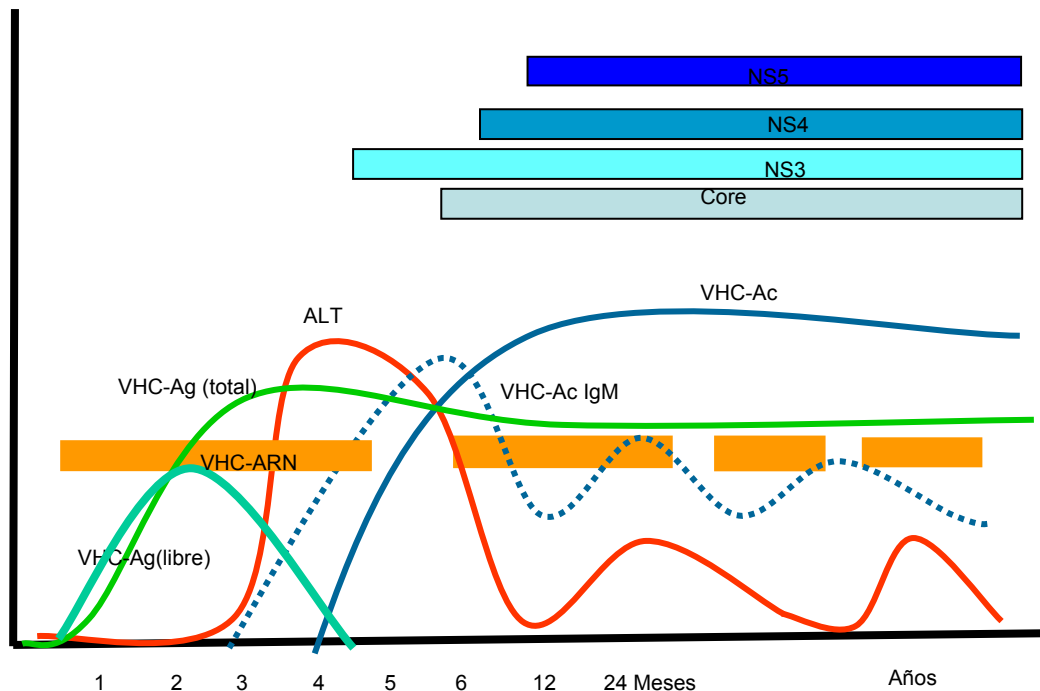 NS5
NS4
NS3
Core
VHC-Ac
ALT
VHC-Ag (total)
VHC-Ac IgM
VHC-ARN
VHC-Ag(libre)
1 2 3 4 5 6 12 24 Meses Años